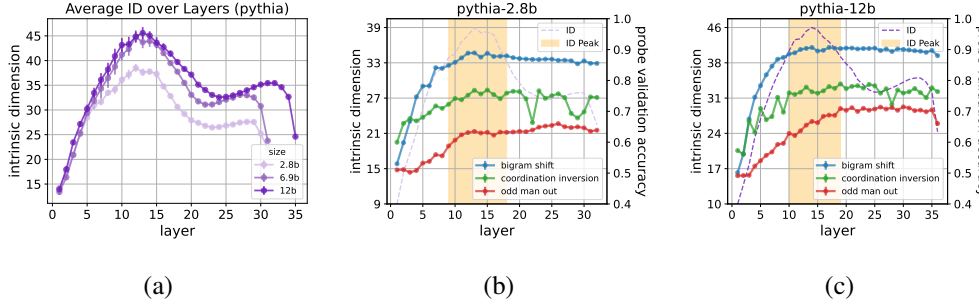 Average ID over Layers (pythia)
intrinsic dimension
45
40
35
30
25
20
15
0 5 10 15 20 25 30 35
layer
size
2.8b
6.9b
12b
(a)
pythia-2.8b
intrinsic dimension
39
33
27
21
15
9
0 5 10 15 20 25 30
layer
1.0
0.9
0.8
0.7
0.6
0.5
0.4
probe validation accuracy
ID
ID Peak
bigram shift
coordination inversion
odd man out
(b)
pythia-12b
intrinsic dimension
46
38
31
24
17
10
0 5 10 15 20 25 30 35
layer
1.0
0.9
0.8
0.7
0.6
0.5
0.4
ID
ID Peak
bigram shift
coordination inversion
odd man out
(c)